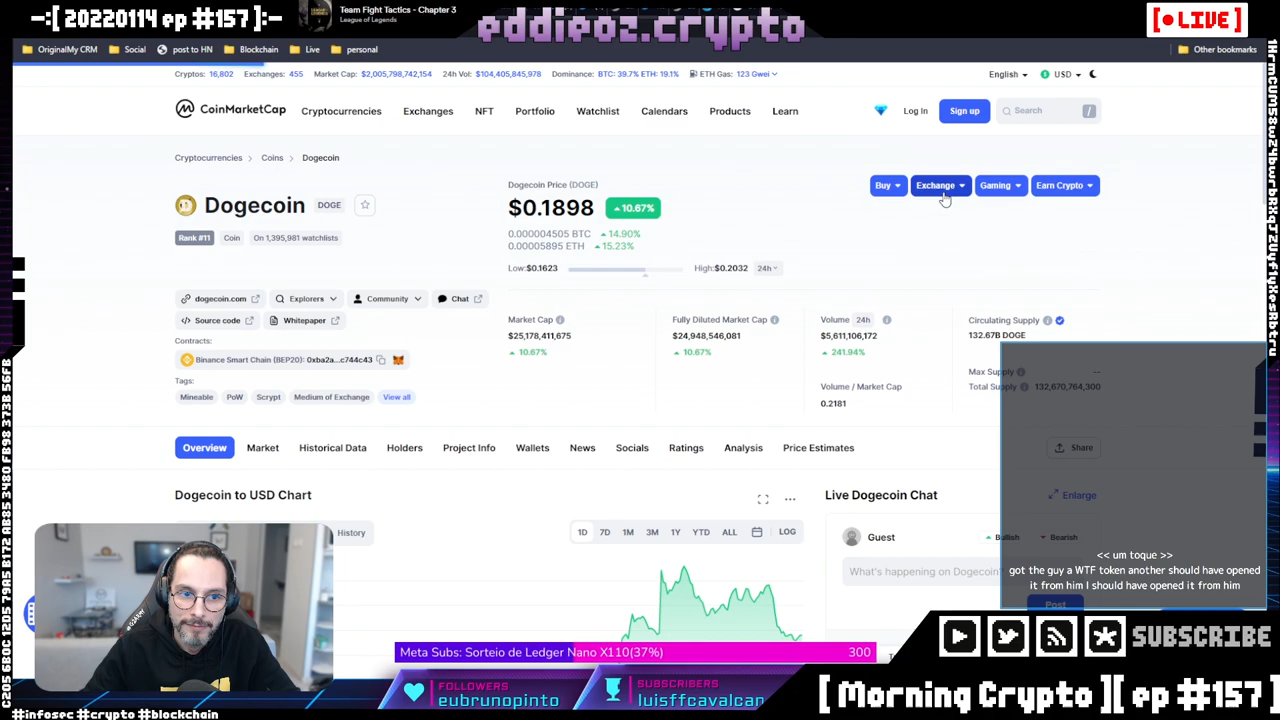 -:[ 20220114 ep #157 ]:-
Team Fight Tactics - Chapter 3
League of Legends
eddieoz.crypto
[ ● LIVE ]
OriginalMy CRM
Social
post to HN
Blockchain
Live
personal
Other bookmarks
Cryptos: 16,802 Exchanges: 455 Market Cap: $2,005,798,742,154 24h Vol: $104,405,845,978 Dominance: BTC: 39.7% ETH: 19.1% ETH Gas: 123 Gwei
English
USD
CoinMarketCap
Cryptocurrencies Exchanges NFT Portfolio Watchlist Calendars Products Learn
Log In
Sign up
Search
/
Cryptocurrencies > Coins > Dogecoin
Dogecoin DOGE
Rank #11
Coin
On 1,395,981 watchlists
Dogecoin Price (DOGE)
$0.1898 10.67%
0.000004505 BTC 14.90%
0.00005895 ETH 15.23%
Low: $0.1623
High: $0.2032
24h
Buy
Exchange
Gaming
Earn Crypto
dogecoin.com
Explorers
Community
Chat
Source code
Whitepaper
Contracts:
Binance Smart Chain (BEP20): 0xba2a...c744c43
Tags:
Mineable
PoW
Scrypt
Medium of Exchange
View all
Market Cap
$25,178,411,675
10.67%
Fully Diluted Market Cap
$24,948,546,081
10.67%
Volume 24h
$5,611,106,172
241.94%
Volume / Market Cap
0.2181
Circulating Supply
132.67B DOGE
Max Supply --
Total Supply 132,670,764,300
Overview Market Historical Data Holders Project Info Wallets News Socials Ratings Analysis Price Estimates
Share
Dogecoin to USD Chart
History
1D 7D 1M 3M 1Y YTD ALL LOG
Live Dogecoin Chat
Enlarge
Guest
Bullish
Bearish
What's happening on Dogecoin
Post
<< um toque >>
got the guy a WTF token another should have opened
it from him I should have opened it from him
Meta Subs: Sorteio de Ledger Nano X110(37%) 300
FOLLOWERS
eubrunopinto
SUBSCRIBERS
luisffcavalcan
SUBSCRIBE
[ Morning Crypto ][ ep #157
#infosec #crypto #blockchain